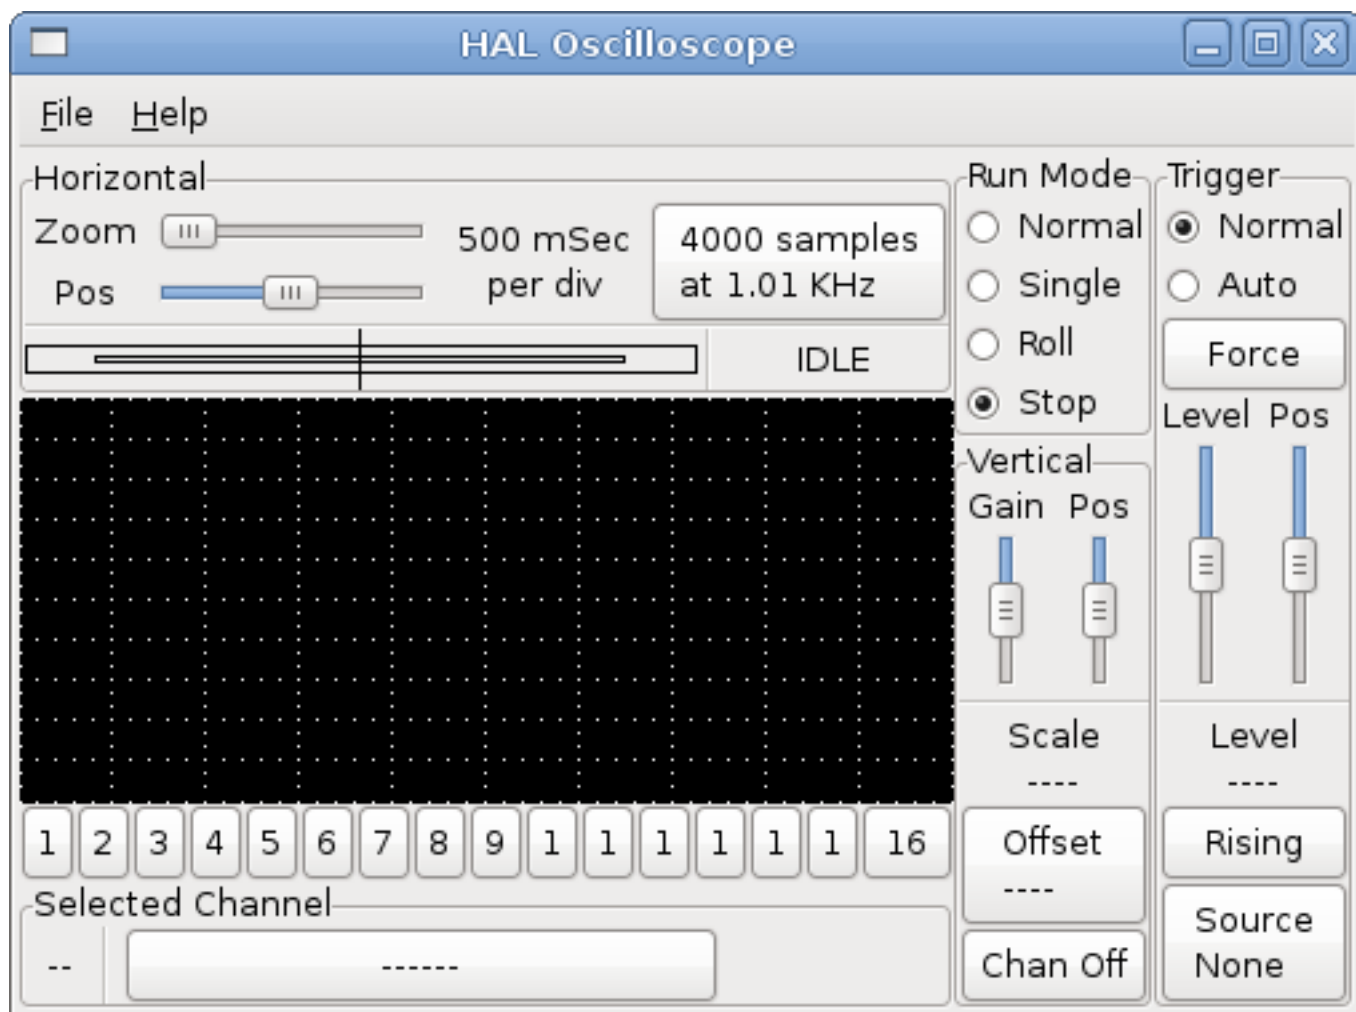 HAL Oscilloscope
File Help
Horizontal
Zoom
Pos
500 mSec
per div
4000 samples
at 1.01 KHz
IDLE
Run Mode
Normal
Single
Roll
Stop
Trigger
Normal
Auto
Force
Level Pos
Vertical
Gain Pos
Scale
----
Level
----
1 2 3 4 5 6 7 8 9 1 1 1 1 1 1 16
Offset
----
Rising
Selected Channel
--
------
Chan Off
Source
None